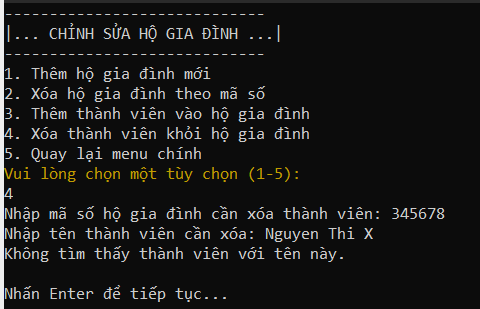 ----------------------------
|... CHỈNH SỬA HỘ GIA ĐÌNH ...|
----------------------------
1. Thêm hộ gia đình mới
2. Xóa hộ gia đình theo mã số
3. Thêm thành viên vào hộ gia đình
4. Xóa thành viên khỏi hộ gia đình
5. Quay lại menu chính
Vui lòng chọn một tùy chọn (1-5):
4
Nhập mã số hộ gia đình cần xóa thành viên: 345678
Nhập tên thành viên cần xóa: Nguyen Thi X
Không tìm thấy thành viên với tên này.
Nhấn Enter để tiếp tục...